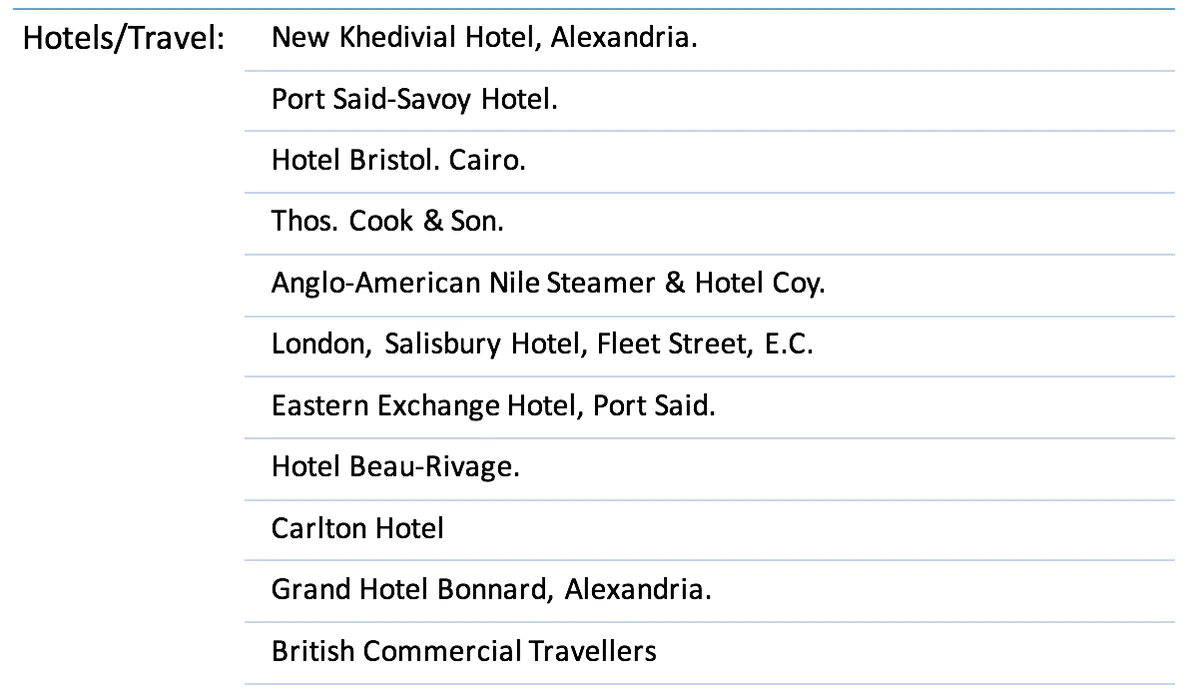 Hotels/Travel: New Khedivial Hotel, Alexandria.
Port Said-Savoy Hotel.
Hotel Bristol. Cairo.
Thos. Cook & Son.
Anglo-American Nile Steamer & Hotel Coy.
London, Salisbury Hotel, Fleet Street, E.C.
Eastern Exchange Hotel, Port Said.
Hotel Beau-Rivage.
Carlton Hotel
Grand Hotel Bonnard, Alexandria.
British Commercial Travellers